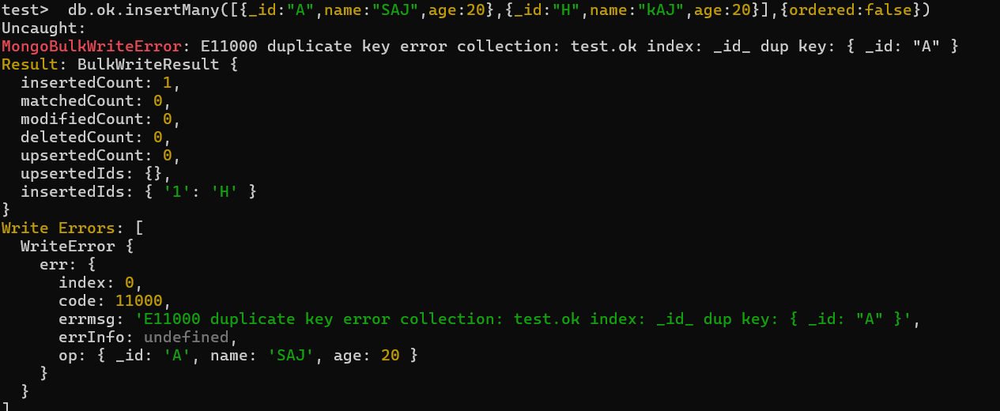 test>  db.ok.insertMany([{_id:"A",name:"SAJ",age:20},{_id:"H",name:"kAJ",age:20}],{ordered:false})
Uncaught:
MongoBulkWriteError: E11000 duplicate key error collection: test.ok index: _id_ dup key: { _id: "A" }
Result: BulkWriteResult {
  insertedCount: 1,
  matchedCount: 0,
  modifiedCount: 0,
  deletedCount: 0,
  upsertedCount: 0,
  upsertedIds: {},
  insertedIds: { '1': 'H' }
}
Write Errors: [
  WriteError {
    err: {
      index: 0,
      code: 11000,
      errmsg: 'E11000 duplicate key error collection: test.ok index: _id_ dup key: { _id: "A" }',
      errInfo: undefined,
      op: { _id: 'A', name: 'SAJ', age: 20 }
    }
  }
]